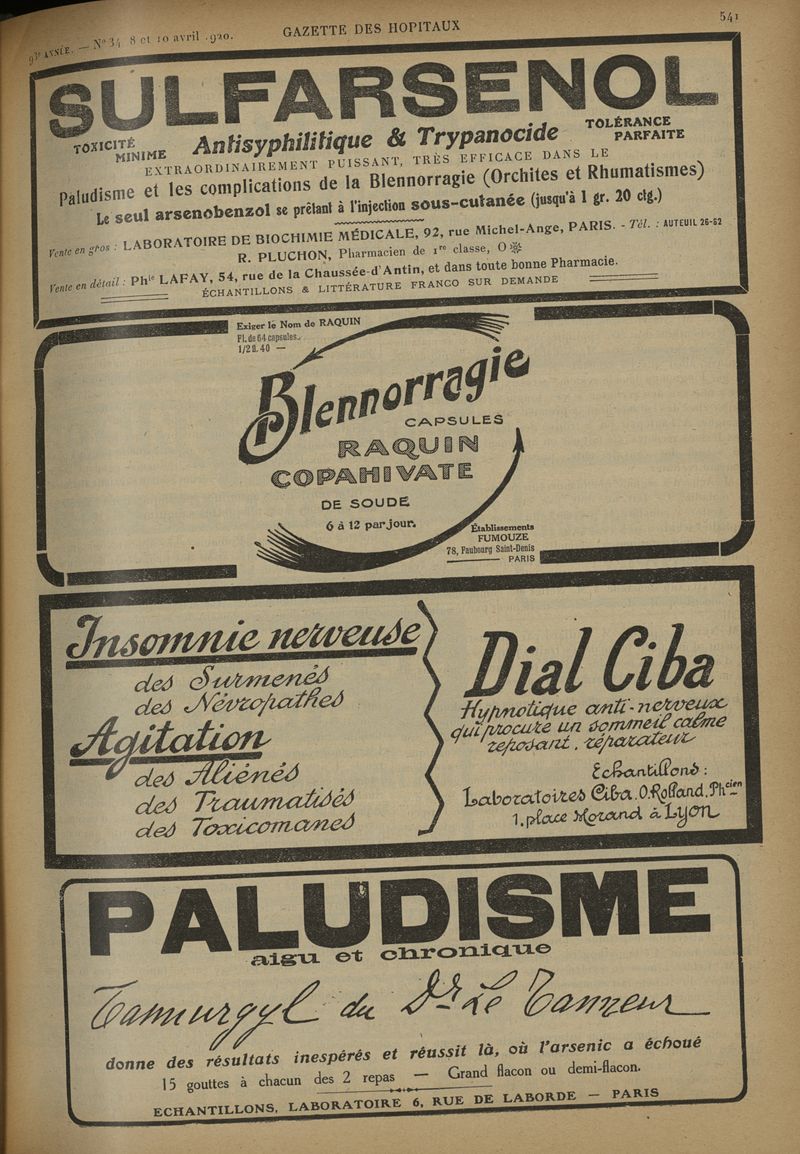 93e ANNÉE. — N° 34 8 et 10 avril 1920.
GAZETTE DES HOPITAUX
541
SULFARSENOL
TOXICITÉ MINIME
Antisyphilitique & Trypanocide
TOLÉRANCE PARFAITE
EXTRAORDINAIREMENT PUISSANT, TRÈS EFFICACE DANS LE
Paludisme et les complications de la Blennorragie (Orchites et Rhumatismes)
Le seul arsenobenzol se prêtant à l'injection sous-cutanée (jusqu'à 1 gr. 20 ctg.)
Vente en gros : LABORATOIRE DE BIOCHIMIE MÉDICALE, 92, rue Michel-Ange, PARIS. - Tél. : AUTEUIL 26-62
R. PLUCHON, Pharmacien de 1re classe, O ※
Vente en détail : Phie LAFAY, 54, rue de la Chaussée-d'Antin, et dans toute bonne Pharmacie.
ÉCHANTILLONS & LITTÉRATURE FRANCO SUR DEMANDE
Exiger le Nom de RAQUIN
Fl. de 64 capsules.
1/2 fl. 40 —
Blennorragie
CAPSULES
RAQUIN
COPAHIVATE
DE SOUDE
6 à 12 par jour.
Établissements
FUMOUZE
78, Faubourg Saint-Denis
PARIS
Insomnie nerveuse
des Surmenés
des Névropathes
Agitation
des Aliénés
des Traumatisés
des Toxicomanes
Dial Ciba
Hypnotique anti-nerveux
qui procure un sommeil calme
reposant, réparateur
Echantillons :
Laboratoires Ciba. O. Rolland. Phcien
1, place Morand à Lyon
PALUDISME
aigu et chronique
Tannurgyl du Dr Le Tanneur
donne des résultats inespérés et réussit là, où l'arsenic a échoué
15 gouttes à chacun des 2 repas — Grand flacon ou demi-flacon.
ECHANTILLONS, LABORATOIRE 6, RUE DE LABORDE — PARIS